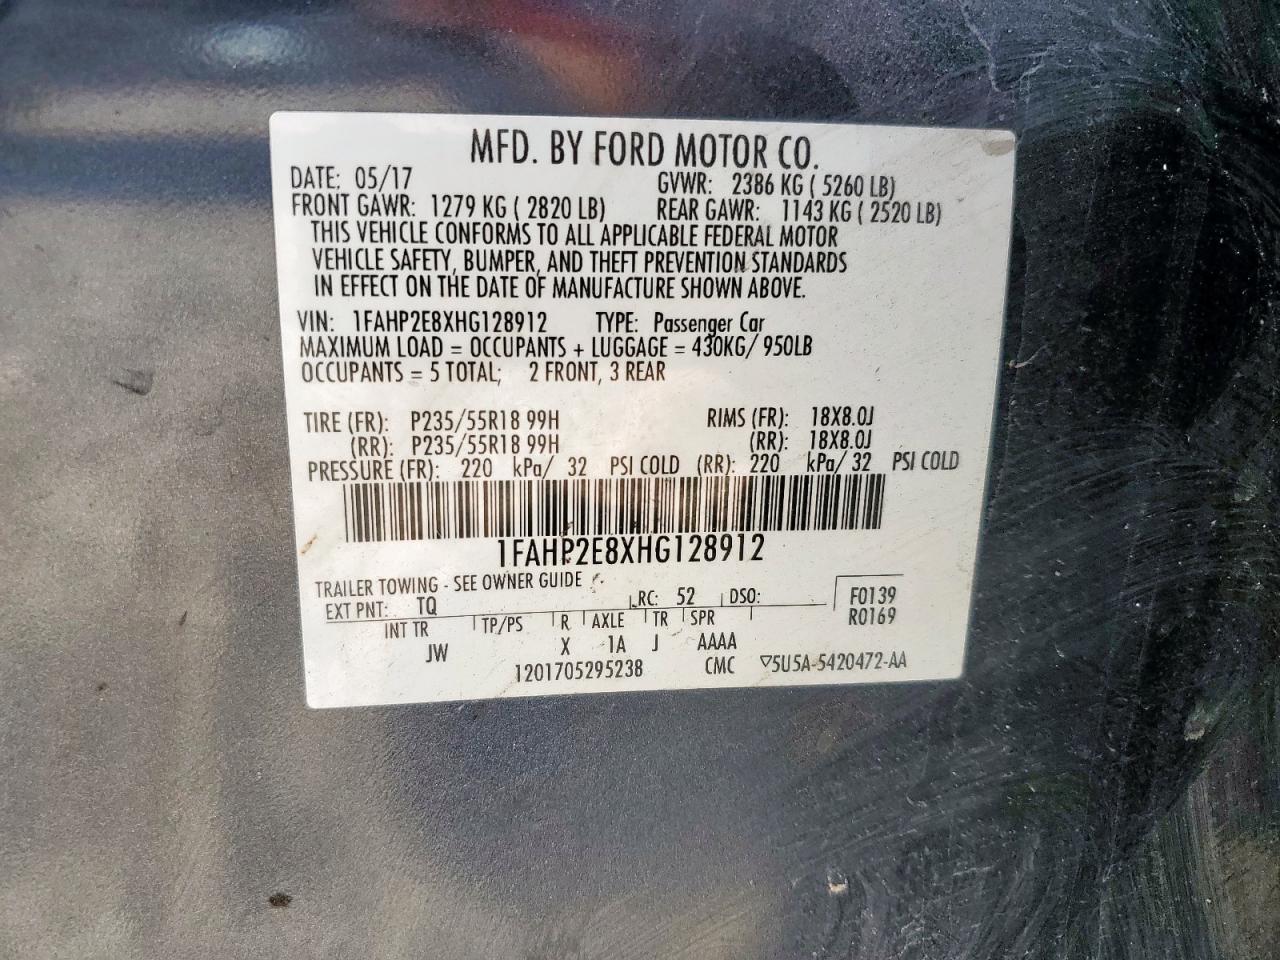 MFD. BY FORD MOTOR CO.
DATE: 05/17 GVWR: 2386 KG ( 5260 LB)
FRONT GAWR: 1279 KG ( 2820 LB) REAR GAWR: 1143 KG ( 2520 LB)
THIS VEHICLE CONFORMS TO ALL APPLICABLE FEDERAL MOTOR
VEHICLE SAFETY, BUMPER, AND THEFT PREVENTION STANDARDS
IN EFFECT ON THE DATE OF MANUFACTURE SHOWN ABOVE.
VIN: 1FAHP2E8XHG128912 TYPE: Passenger Car
MAXIMUM LOAD = OCCUPANTS + LUGGAGE = 430KG/ 950LB
OCCUPANTS = 5 TOTAL; 2 FRONT, 3 REAR
TIRE (FR): P235/55R18 99H RIMS (FR): 18X8.0J
(RR): P235/55R18 99H (RR): 18X8.0J
PRESSURE (FR): 220 kPa/ 32 PSI COLD (RR): 220 kPa/ 32 PSI COLD
1FAHP2E8XHG128912
TRAILER TOWING - SEE OWNER GUIDE
EXT PNT: TQ RC: 52 DSO: F0139
INT TR TP/PS R AXLE TR SPR R0169
JW X 1A J AAAA
1201705295238 CMC ▽5U5A-5420472-AA